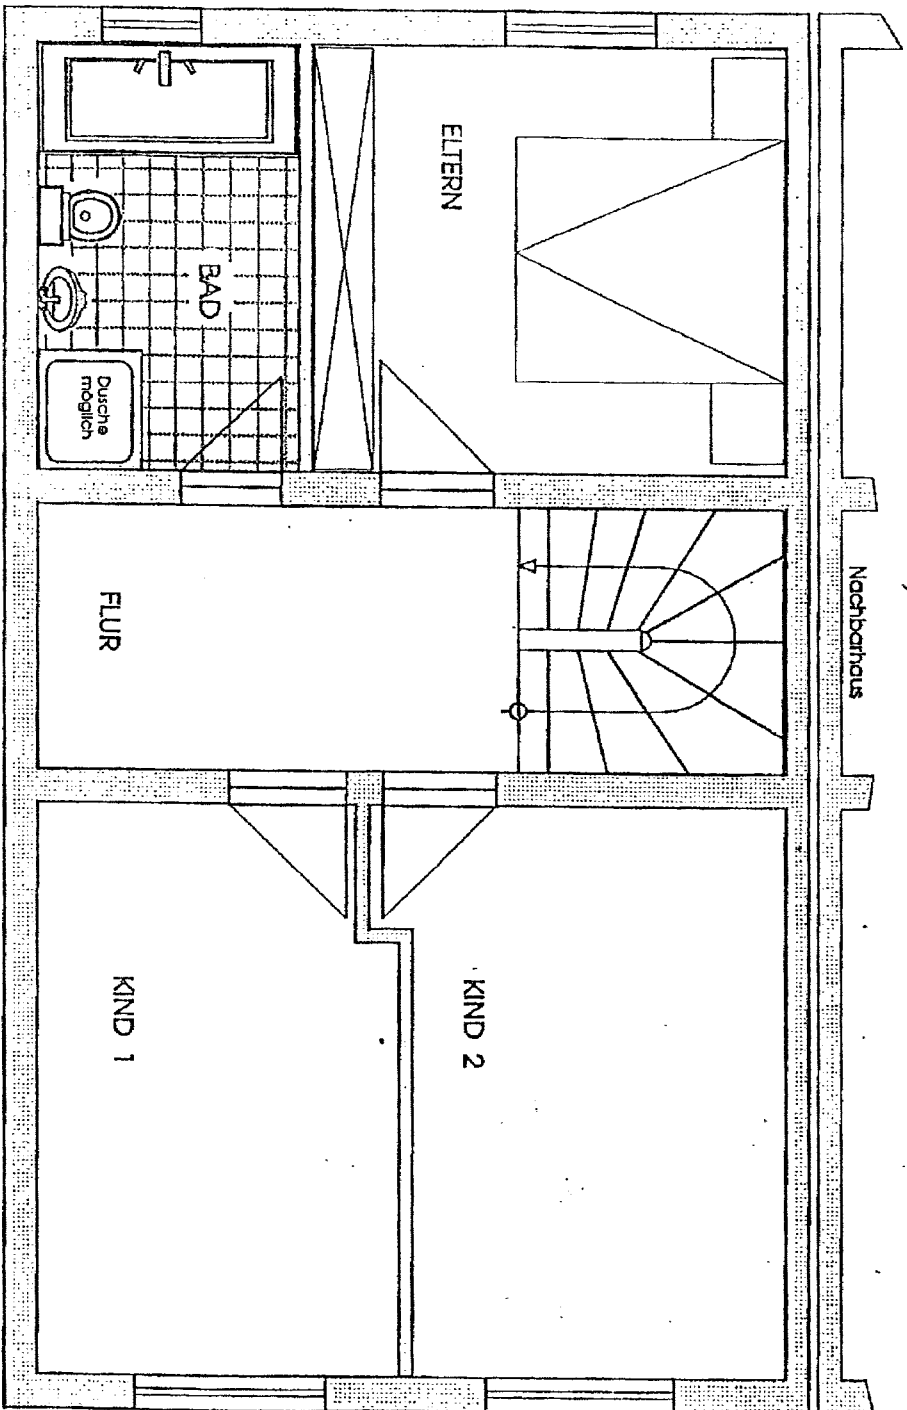 ELTERN
BAD
Dusche
möglich
FLUR
Nachbarhaus
KIND 1
KIND 2